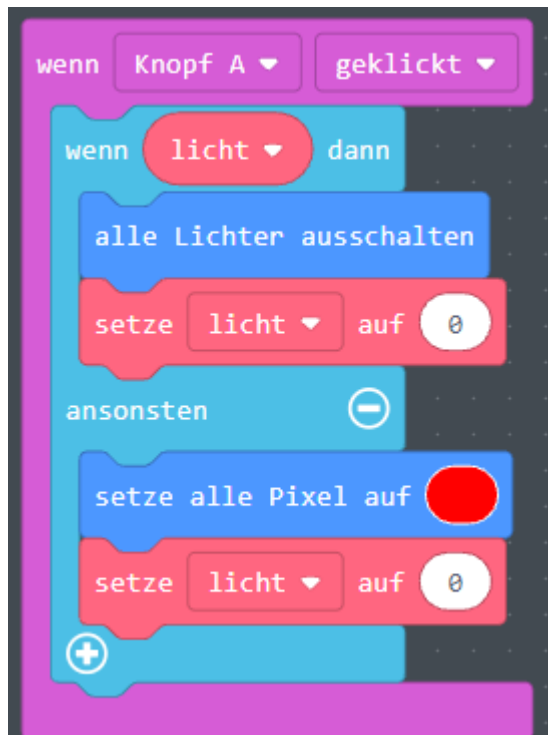 wenn Knopf A geklickt
wenn licht dann
alle Lichter ausschalten
setze licht auf 0
ansonsten
setze alle Pixel auf
setze licht auf 0